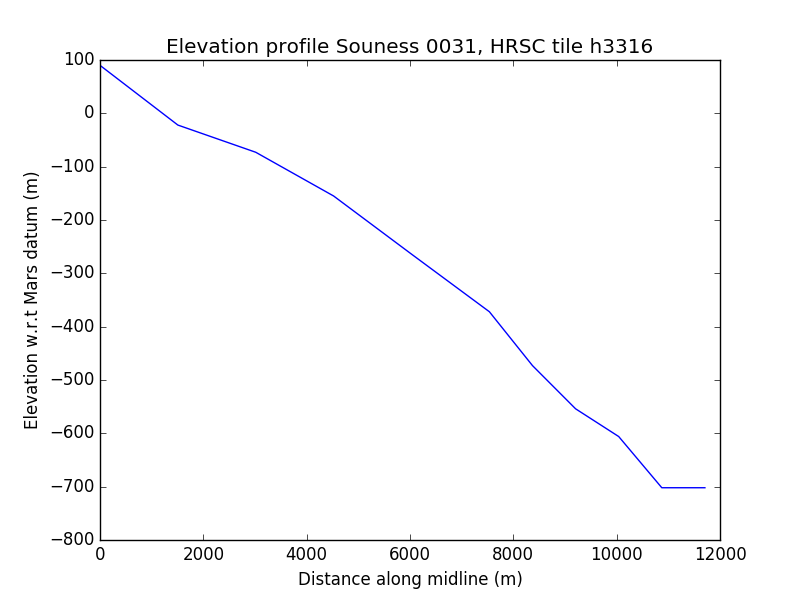 Elevation profile Souness 0031, HRSC tile h3316
100
0
−100
−200
−300
−400
−500
−600
−700
−800
Elevation w.r.t Mars datum (m)
0 2000 4000 6000 8000 10000 12000
Distance along midline (m)